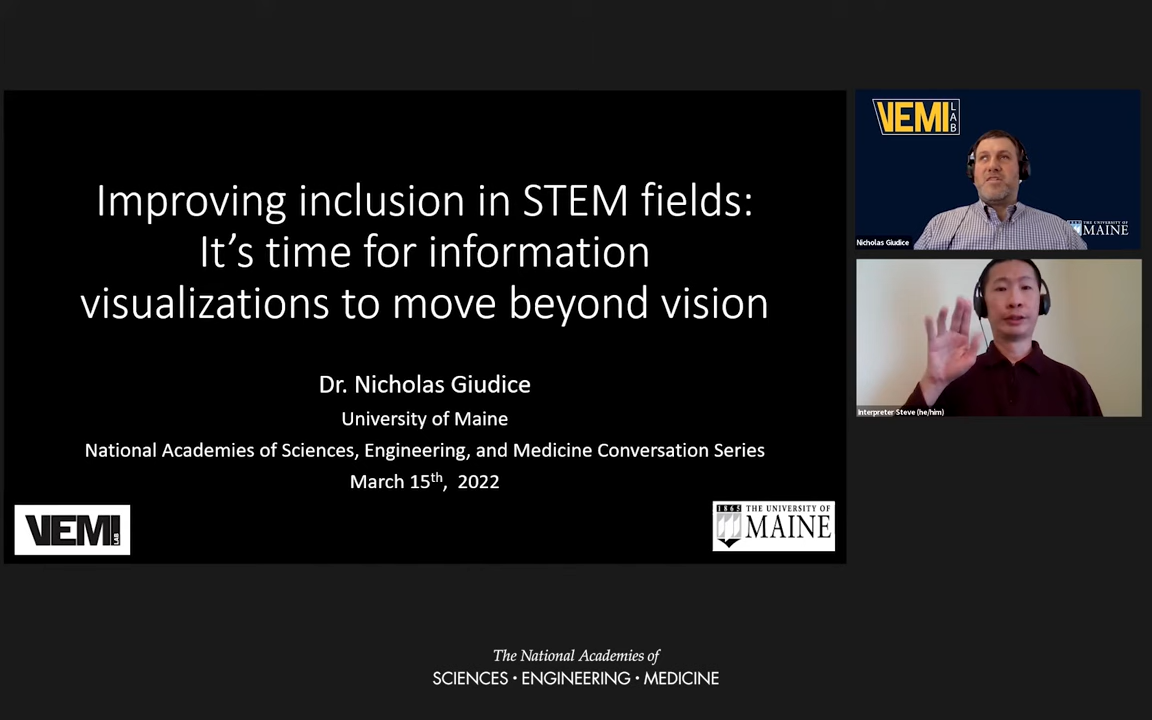 Improving inclusion in STEM fields:
It's time for information
visualizations to move beyond vision
Dr. Nicholas Giudice
University of Maine
National Academies of Sciences, Engineering, and Medicine Conversation Series
March 15th, 2022
VEMI LAB
1865 THE UNIVERSITY OF
MAINE
VEMI LAB
THE UNIVERSITY OF
MAINE
Nicholas Giudice
Interpreter Steve (he/him)
The National Academies of
SCIENCES · ENGINEERING · MEDICINE